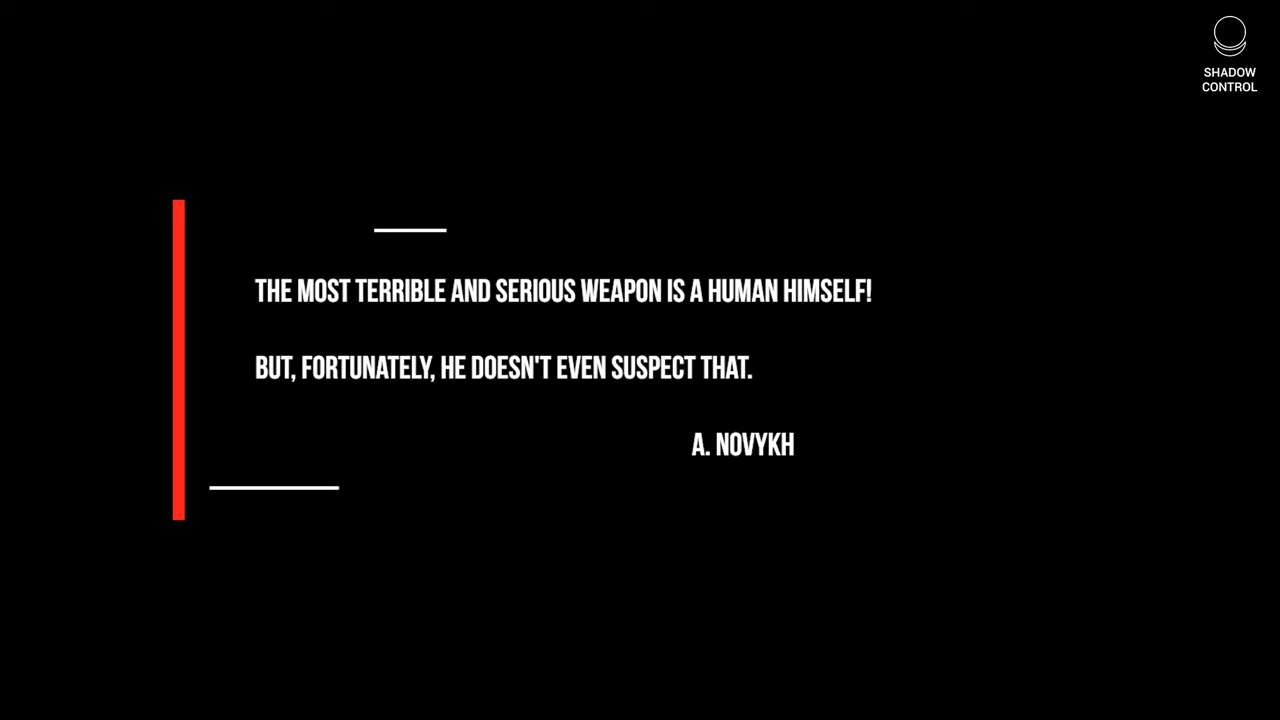 SHADOW
CONTROL
THE MOST TERRIBLE AND SERIOUS WEAPON IS A HUMAN HIMSELF!
BUT, FORTUNATELY, HE DOESN'T EVEN SUSPECT THAT.
A. NOVYKH